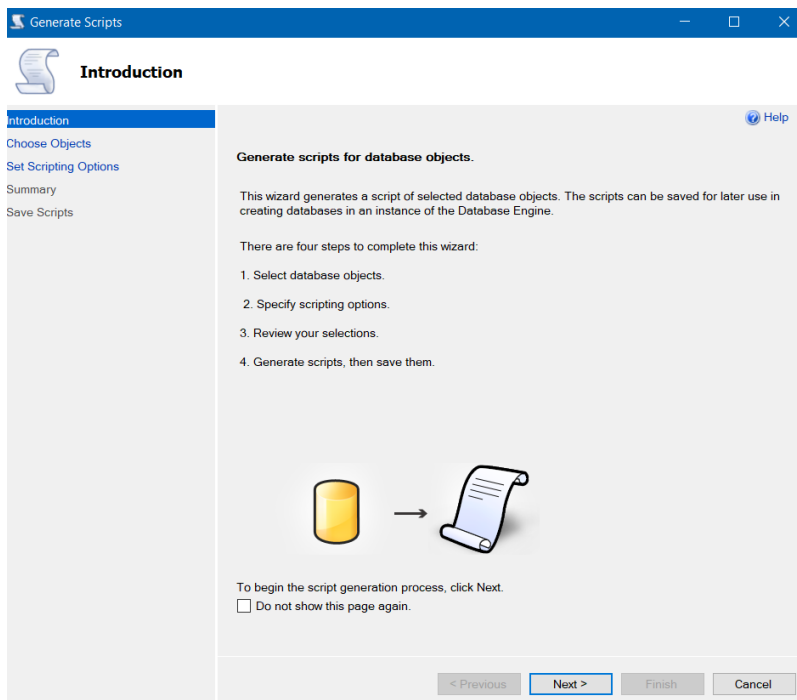 Generate Scripts
Introduction
Introduction
Choose Objects
Set Scripting Options
Summary
Save Scripts
Help
Generate scripts for database objects.
This wizard generates a script of selected database objects. The scripts can be saved for later use in
creating databases in an instance of the Database Engine.
There are four steps to complete this wizard:
1. Select database objects.
2. Specify scripting options.
3. Review your selections.
4. Generate scripts, then save them.
To begin the script generation process, click Next.
Do not show this page again.
< Previous
Next >
Finish
Cancel